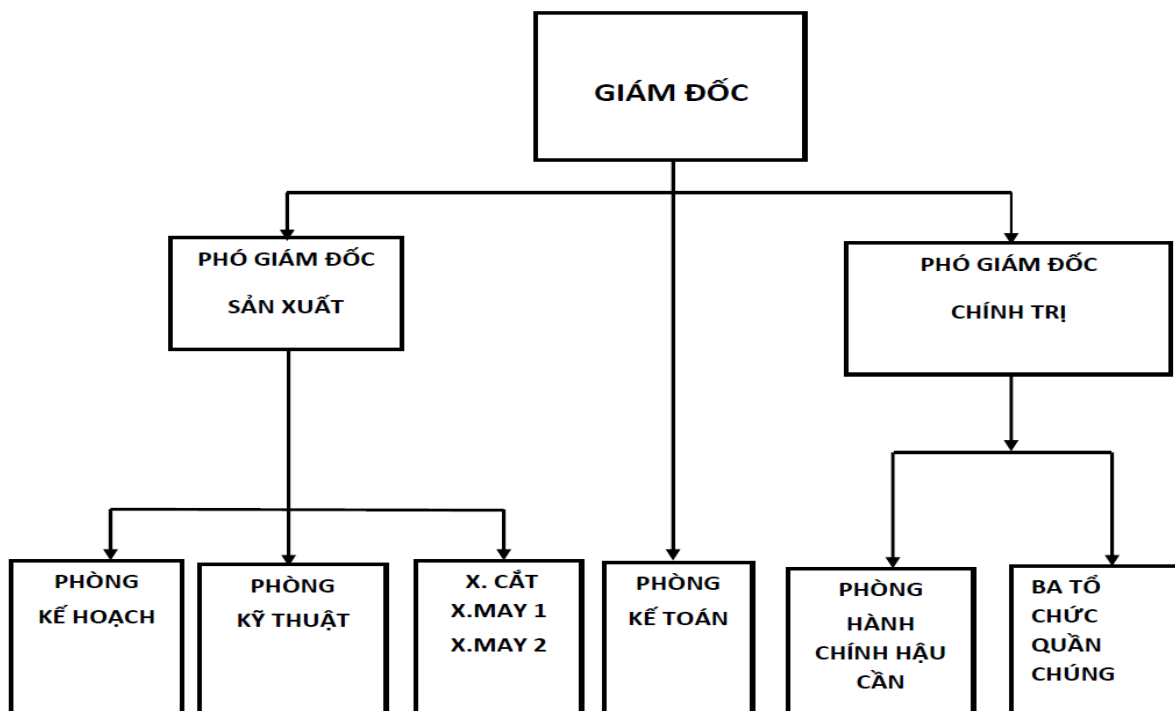 GIÁM ĐỐC
PHÓ GIÁM ĐỐC
SẢN XUẤT
PHÓ GIÁM ĐỐC
CHÍNH TRỊ
PHÒNG
KẾ HOẠCH
PHÒNG
KỸ THUẬT
X. CẮT
X.MAY 1
X.MAY 2
PHÒNG
KẾ TOÁN
PHÒNG
HÀNH
CHÍNH HẬU
CẦN
BA TỔ
CHỨC
QUẦN
CHÚNG